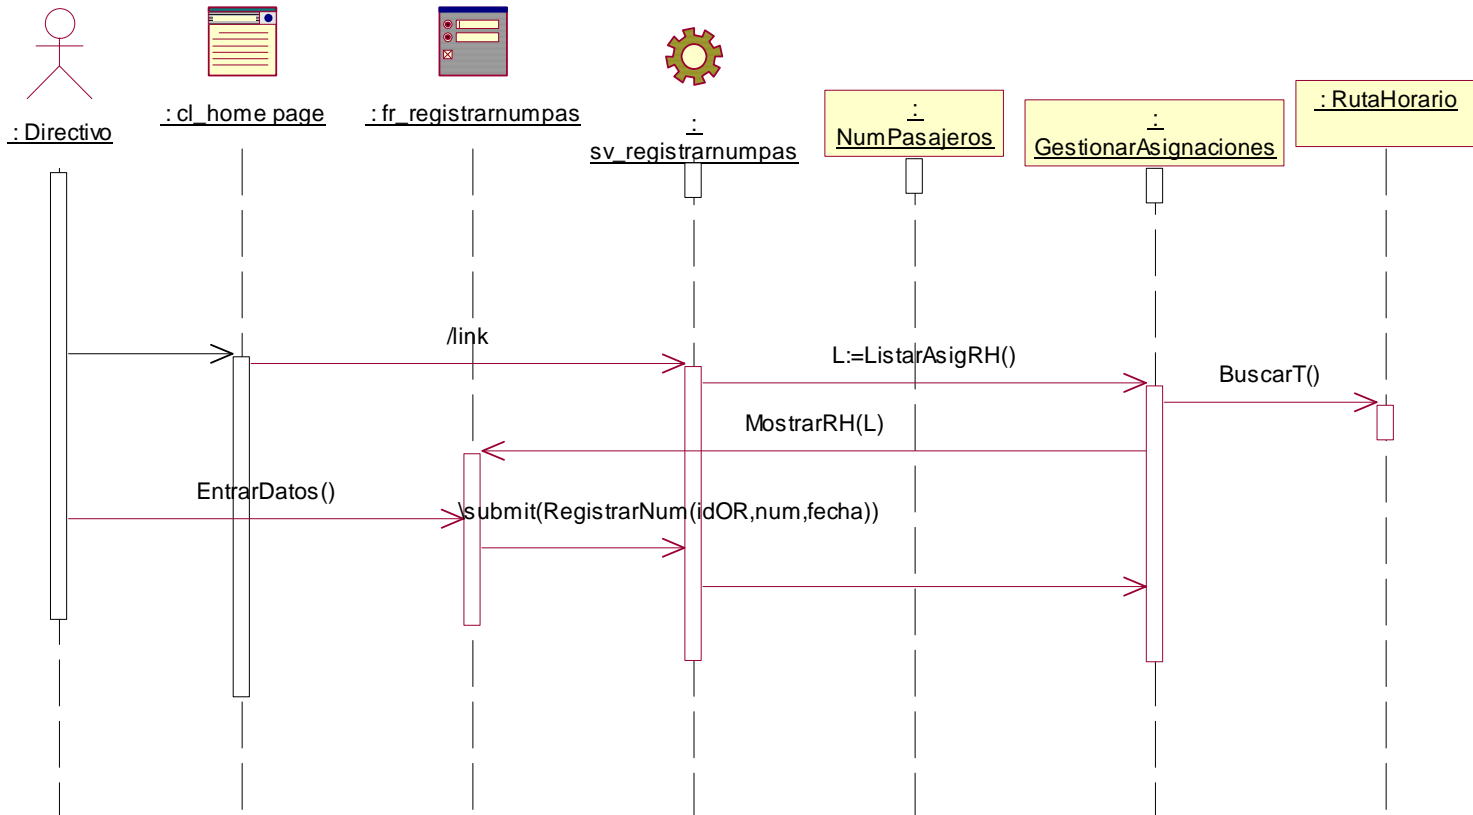 : Directivo
: cl_home page
: fr_registrarnumpas
:
sv_registrarnumpas
:
NumPasajeros
:
GestionarAsignaciones
: RutaHorario
/link
L:=ListarAsigRH()
BuscarT()
MostrarRH(L)
EntrarDatos()
\submit(RegistrarNum(idOR,num,fecha))